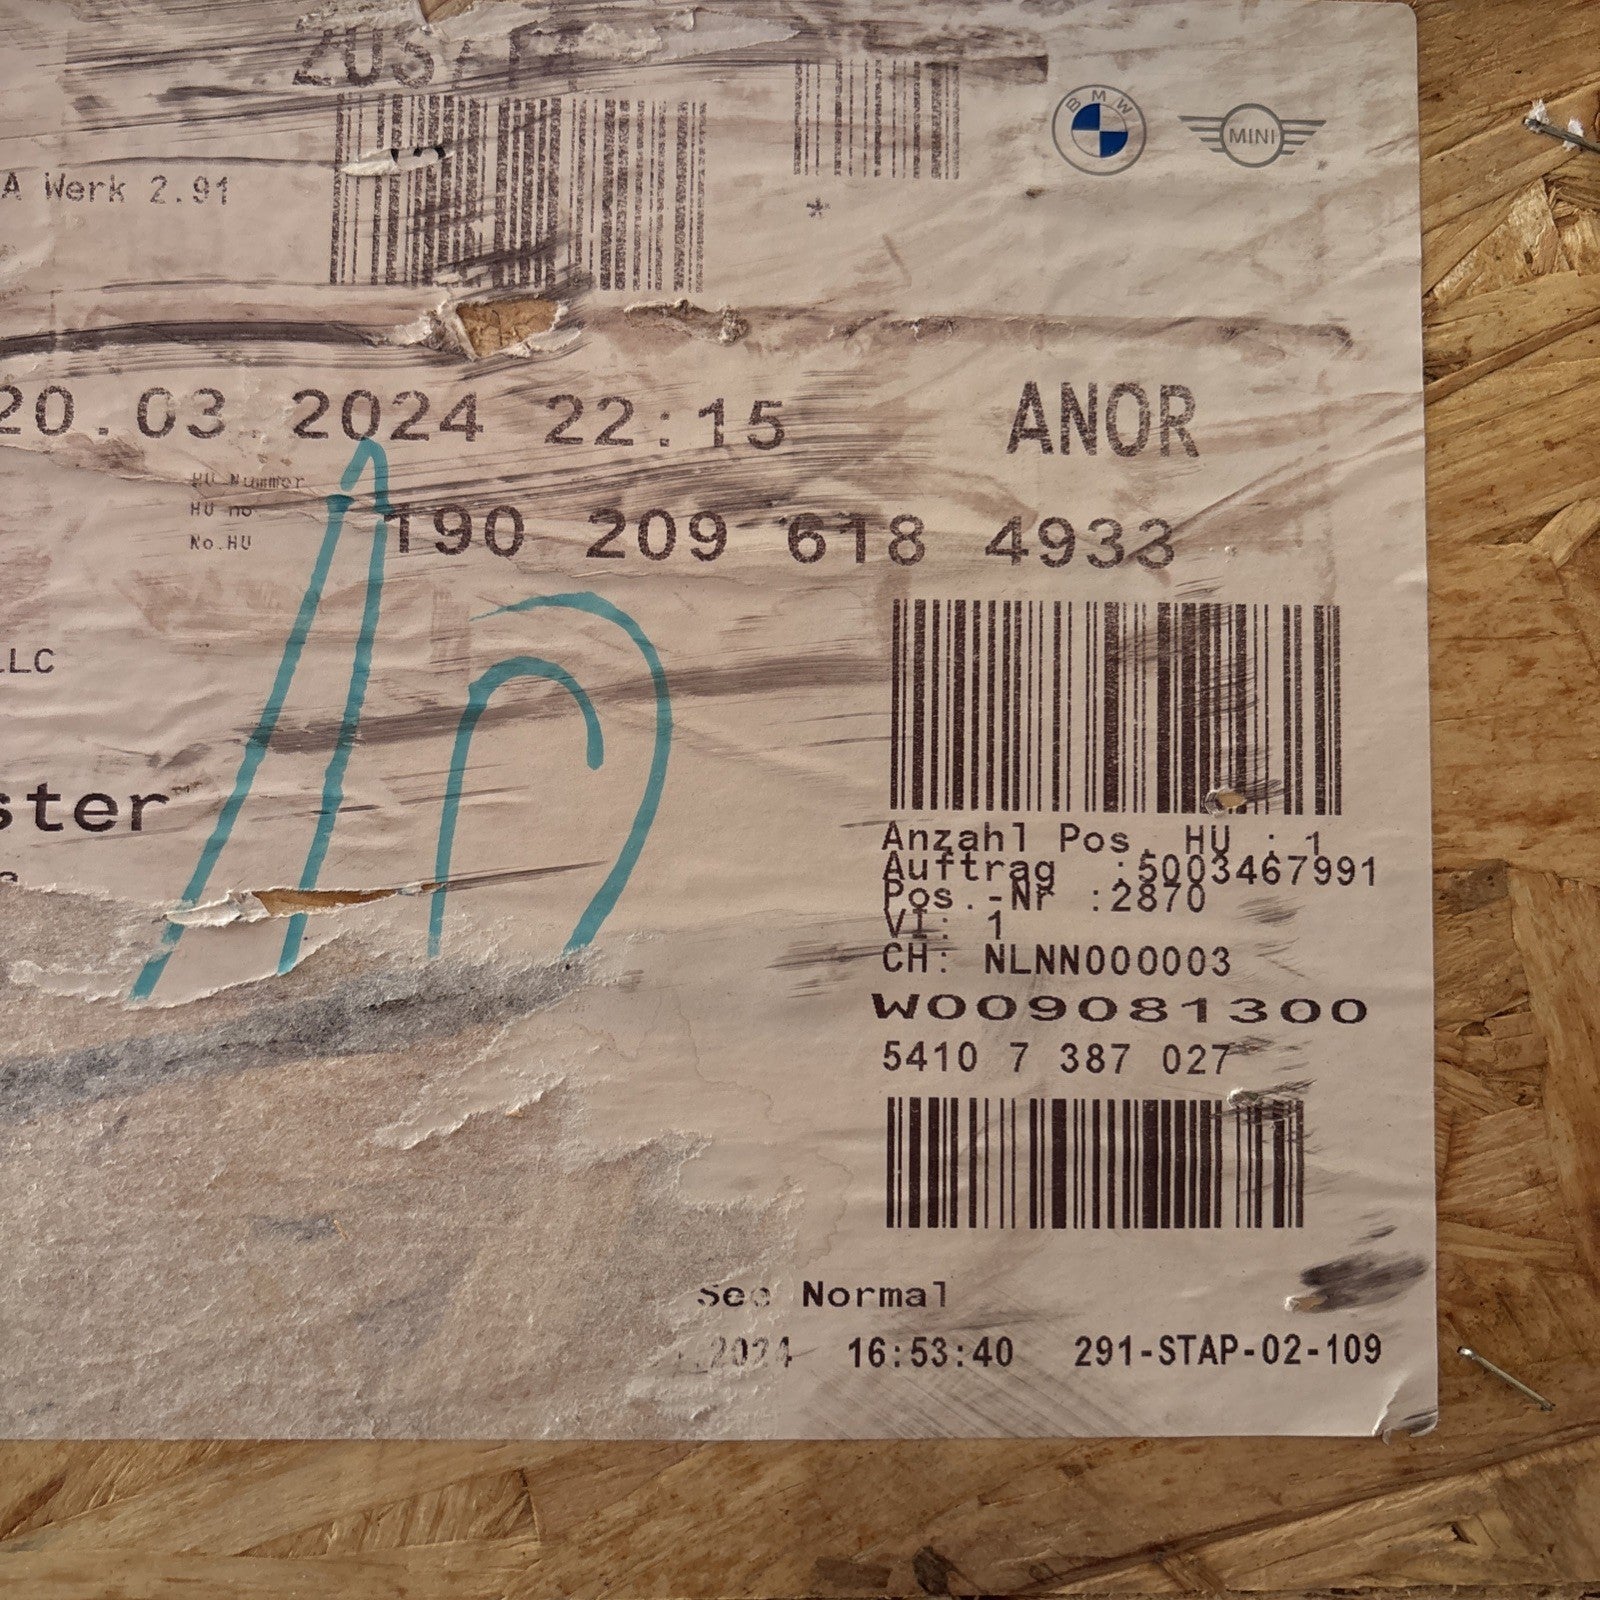 BMW
MINI
A Werk 2.91
*
20.03 2024 22:15
ANOR
HU Nummer
HU no
No.HU
190 209 618 4933
LLC
ster
Anzahl Pos. HU : 1
Auftrag :5003467991
Pos.-Nr :2870
VI: 1
CH: NLNN000003
W009081300
5410 7 387 027
See Normal
2024 16:53:40 291-STAP-02-109